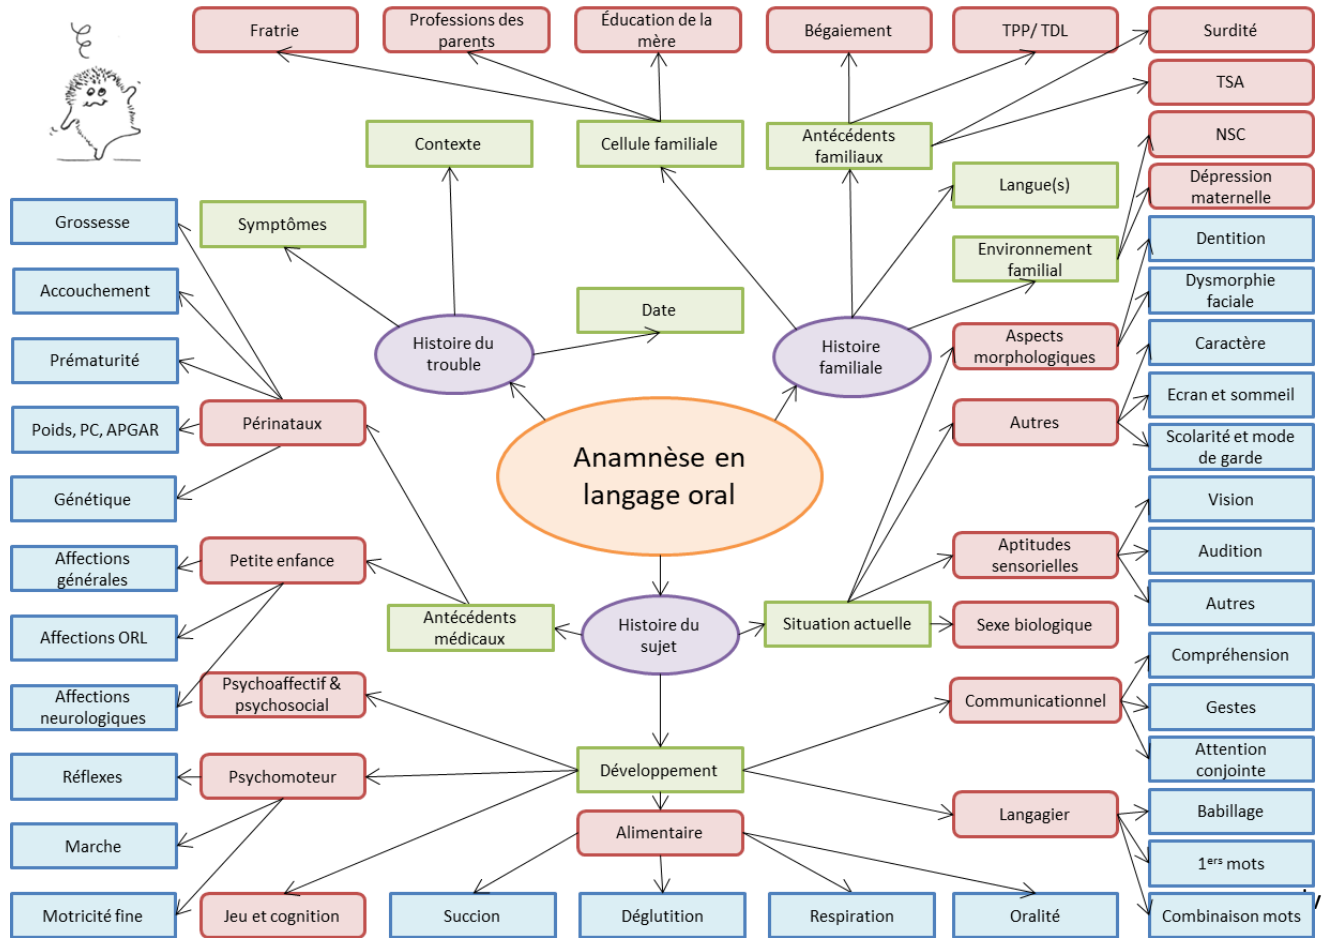 Fratrie
Professions des
parents
Éducation de la
mère
Bégaiement
TPP/ TDL
Surdité
TSA
Contexte
Cellule familiale
Antécédents
familiaux
NSC
Langue(s)
Dépression
maternelle
Grossesse
Symptômes
Environnement
familial
Dentition
Accouchement
Date
Dysmorphie
faciale
Histoire du
trouble
Histoire
familiale
Aspects
morphologiques
Caractère
Prématurité
Ecran et sommeil
Poids, PC, APGAR
Périnataux
Autres
Scolarité et mode
de garde
Anamnèse en
langage oral
Génétique
Vision
Affections
générales
Petite enfance
Aptitudes
sensorielles
Audition
Autres
Affections ORL
Antécédents
médicaux
Histoire du
sujet
Situation actuelle
Sexe biologique
Compréhension
Affections
neurologiques
Psychoaffectif &
psychosocial
Communicationnel
Gestes
Attention
conjointe
Réflexes
Psychomoteur
Développement
Babillage
Langagier
Alimentaire
Marche
1ers mots
Motricité fine
Jeu et cognition
Succion
Déglutition
Respiration
Oralité
Combinaison mots